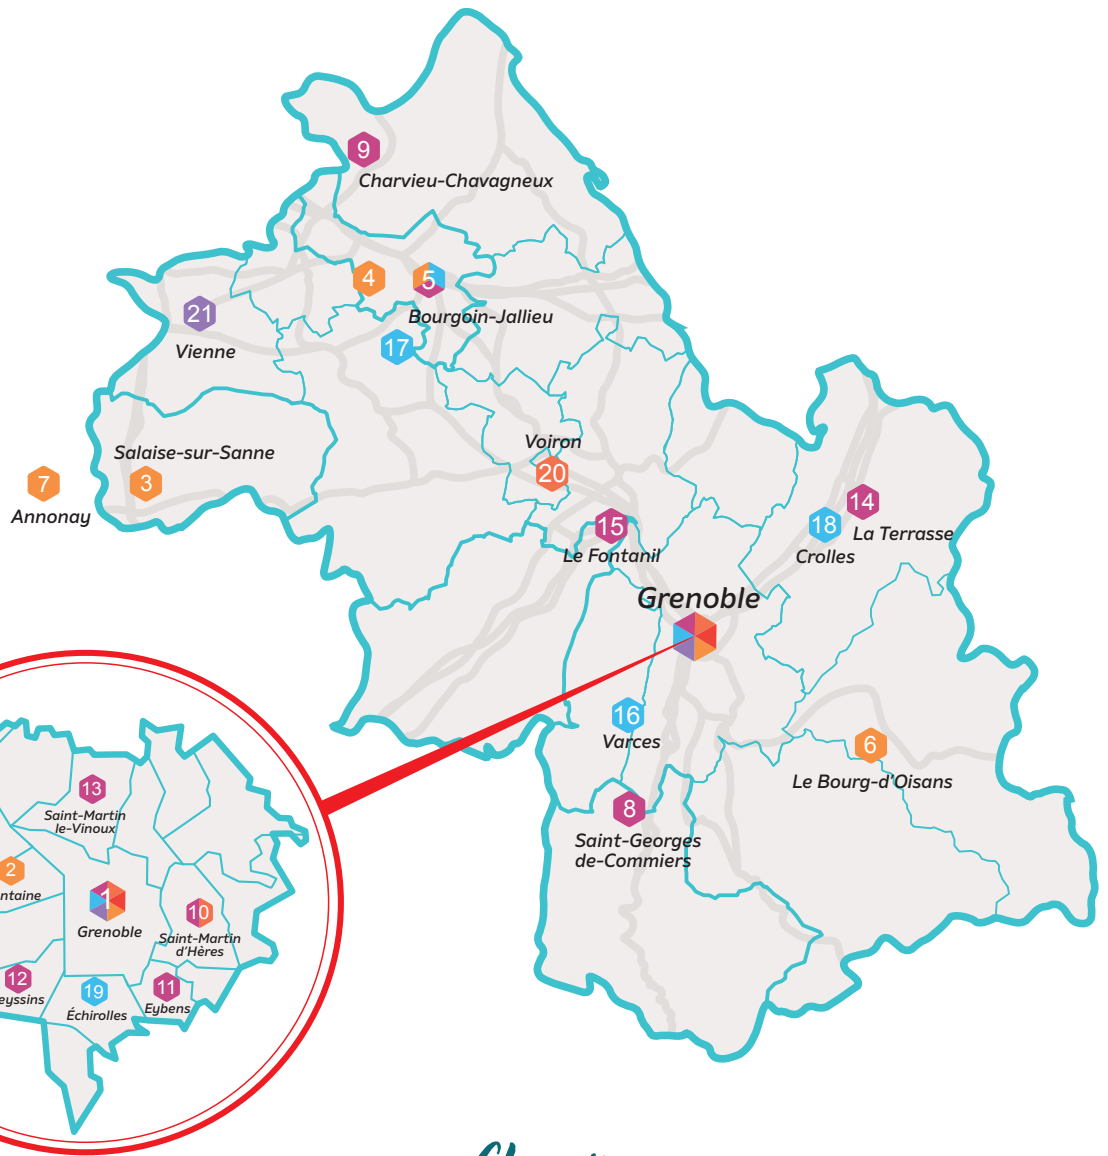 9
Charvieu-Chavagneux
4
5
Bourgoin-Jallieu
21
Vienne
17
Salaise-sur-Sanne
3
7
Annonay
Voiron
20
15
Le Fontanil
14
La Terrasse
18
Crolles
Grenoble
16
Varces
6
Le Bourg-d'Oisans
8
Saint-Georges
de-Commiers
13
Saint-Martin
le-Vinoux
2
ntaine
1
Grenoble
10
Saint-Martin
d'Hères
12
eyssins
19
Échirolles
11
Eybens